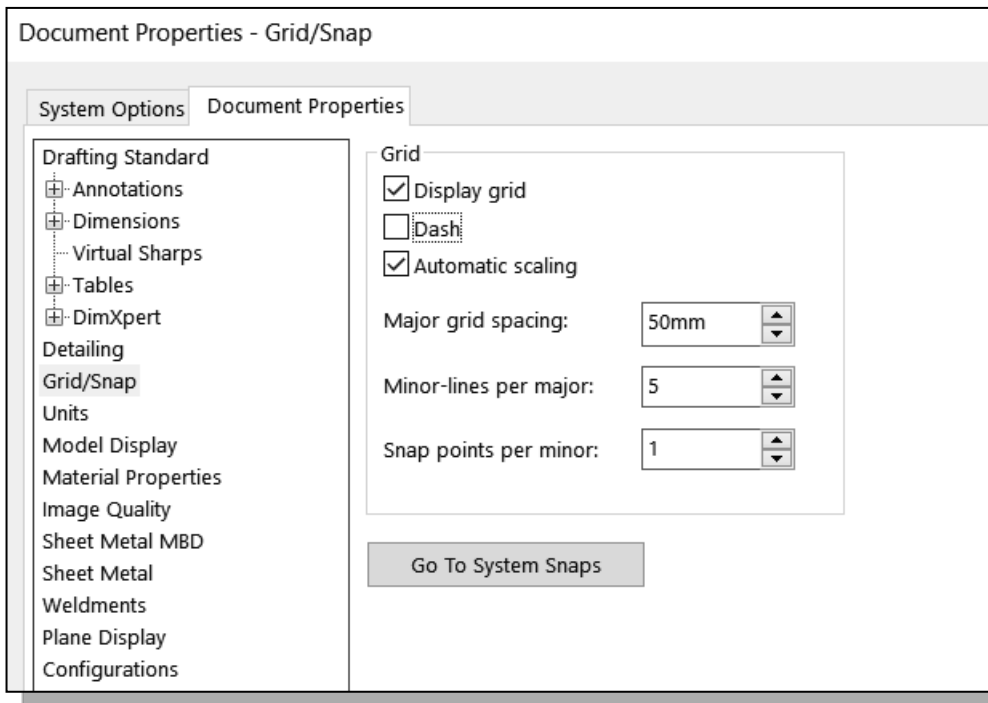 Document Properties - Grid/Snap
System Options
Document Properties
Drafting Standard
Annotations
Dimensions
Virtual Sharps
Tables
DimXpert
Detailing
Grid/Snap
Units
Model Display
Material Properties
Image Quality
Sheet Metal MBD
Sheet Metal
Weldments
Plane Display
Configurations
Grid
Display grid
Dash
Automatic scaling
Major grid spacing: 50mm
Minor-lines per major: 5
Snap points per minor: 1
Go To System Snaps